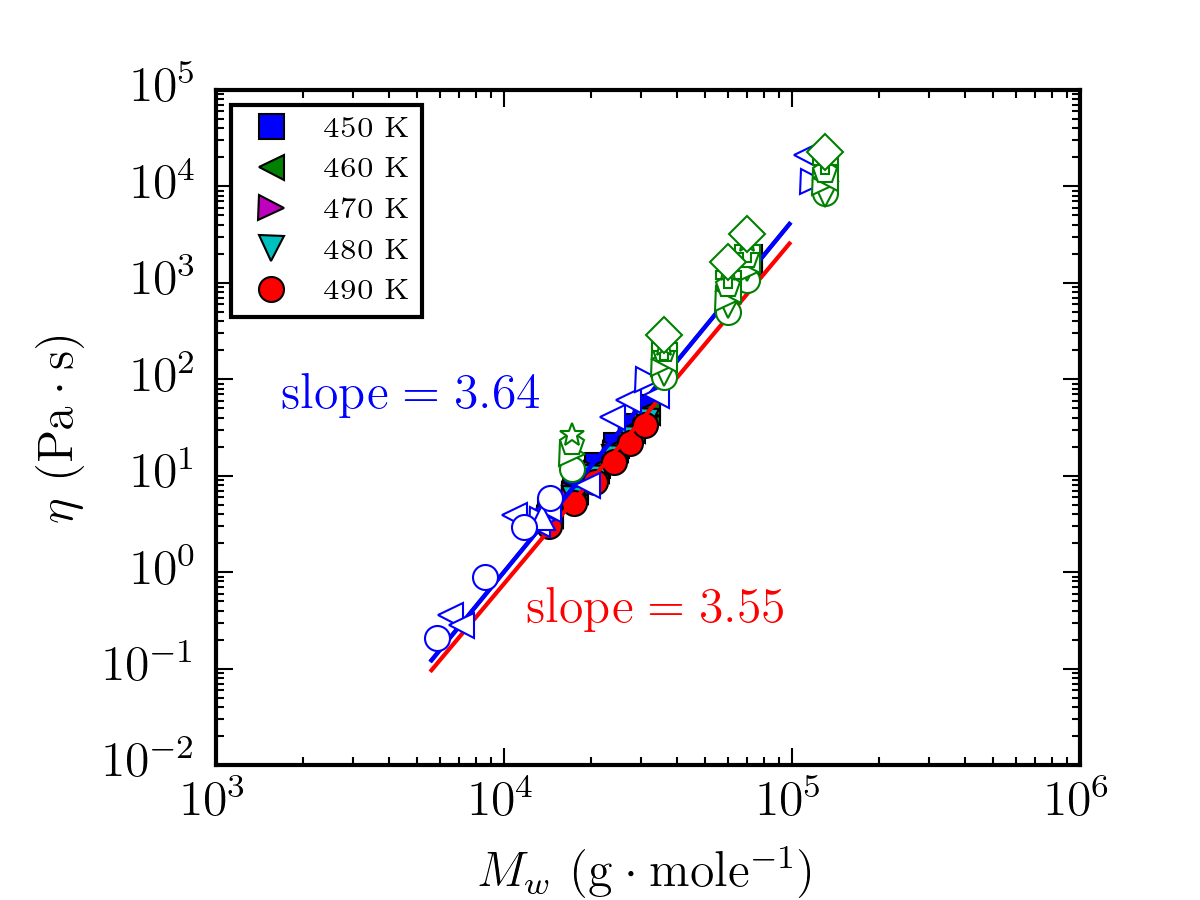 10^5
10^4
10^3
10^2
10^1
10^0
10^−1
10^−2
η (Pa · s)
450 K
460 K
470 K
480 K
490 K
slope = 3.64
slope = 3.55
10^3 10^4 10^5 10^6
M_w (g · mole^−1)